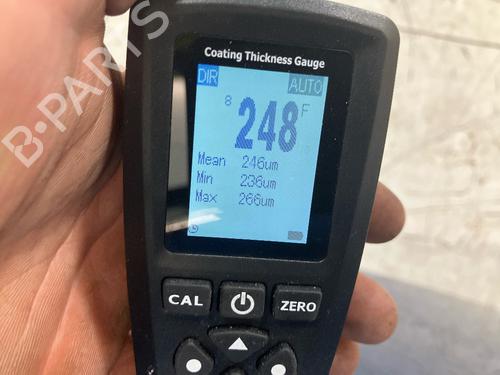 Coating Thickness Gauge
DIR AUTO
8 248 F
Mean 246um
Min 236um
Max 266um
CAL ZERO
B-PARTS